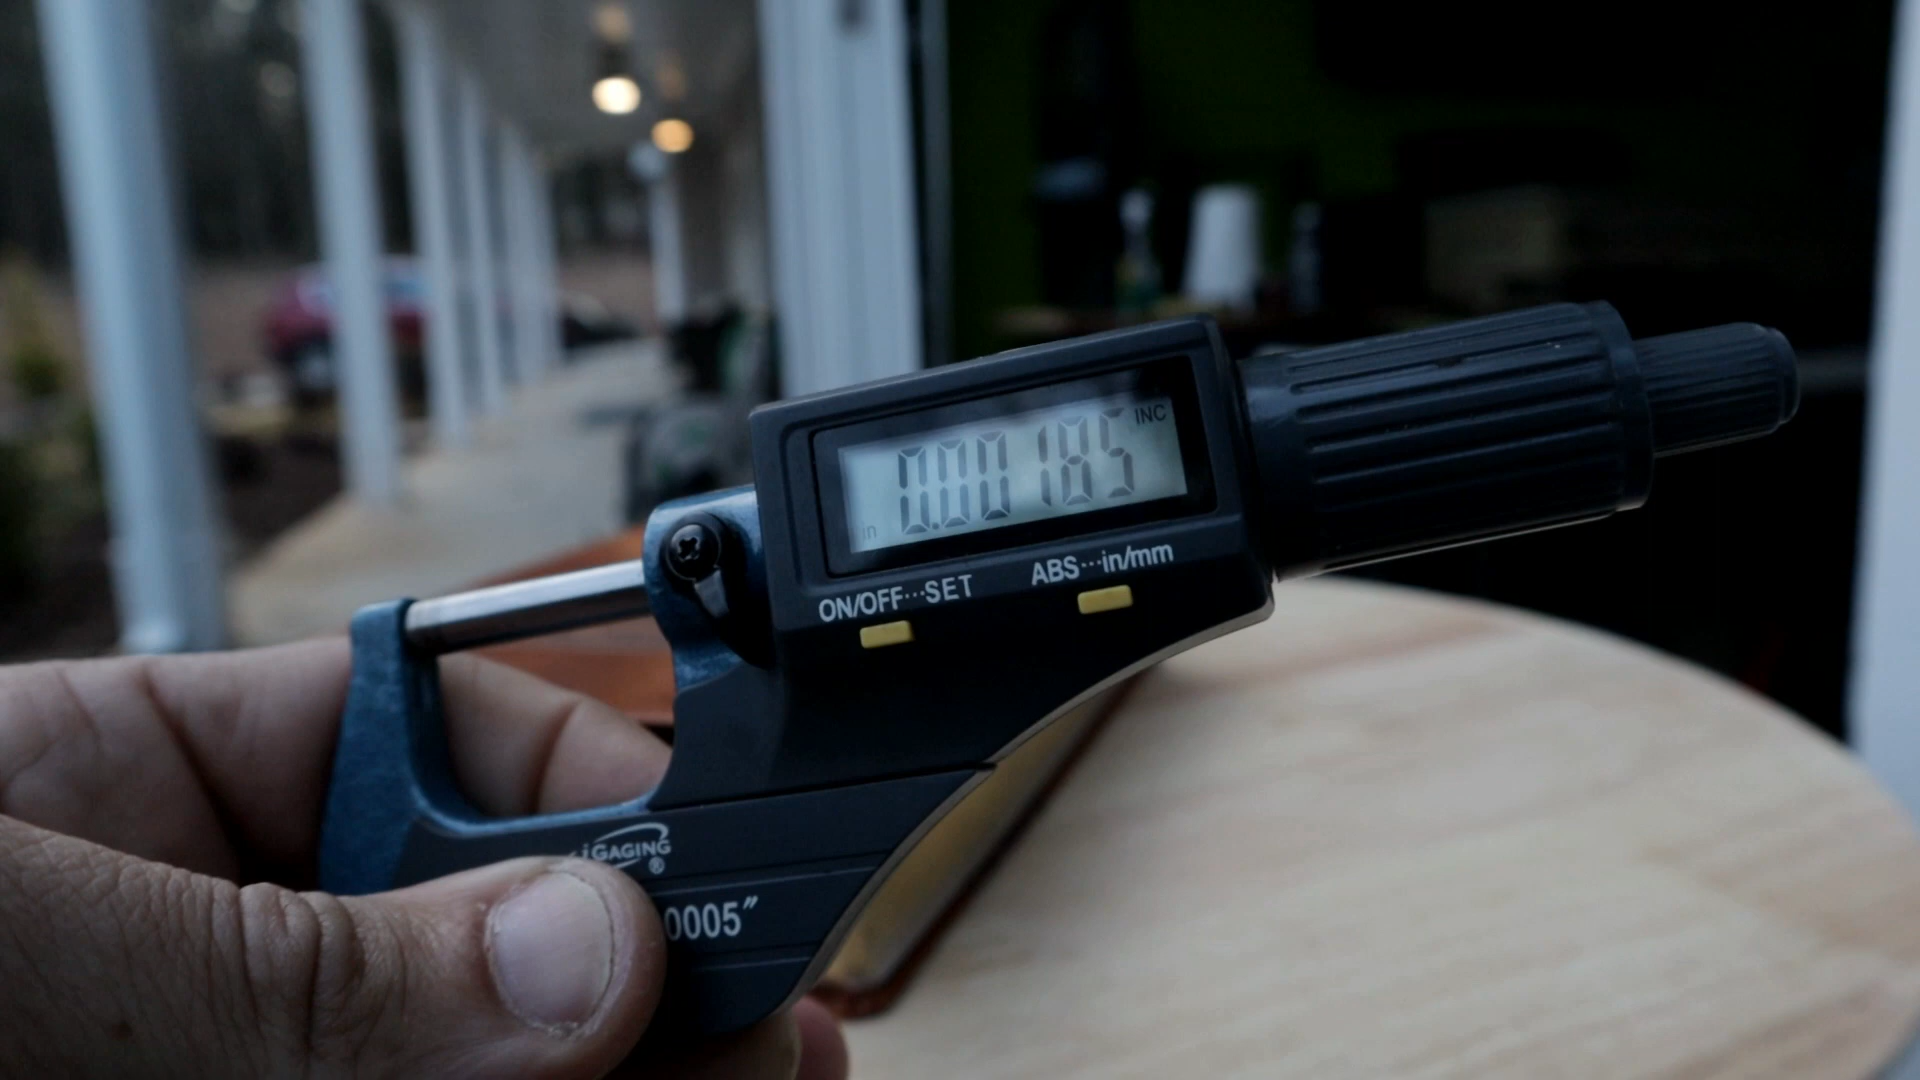 INC
0.00185
in
ON/OFF···SET
ABS···in/mm
iGAGING
®
0005"